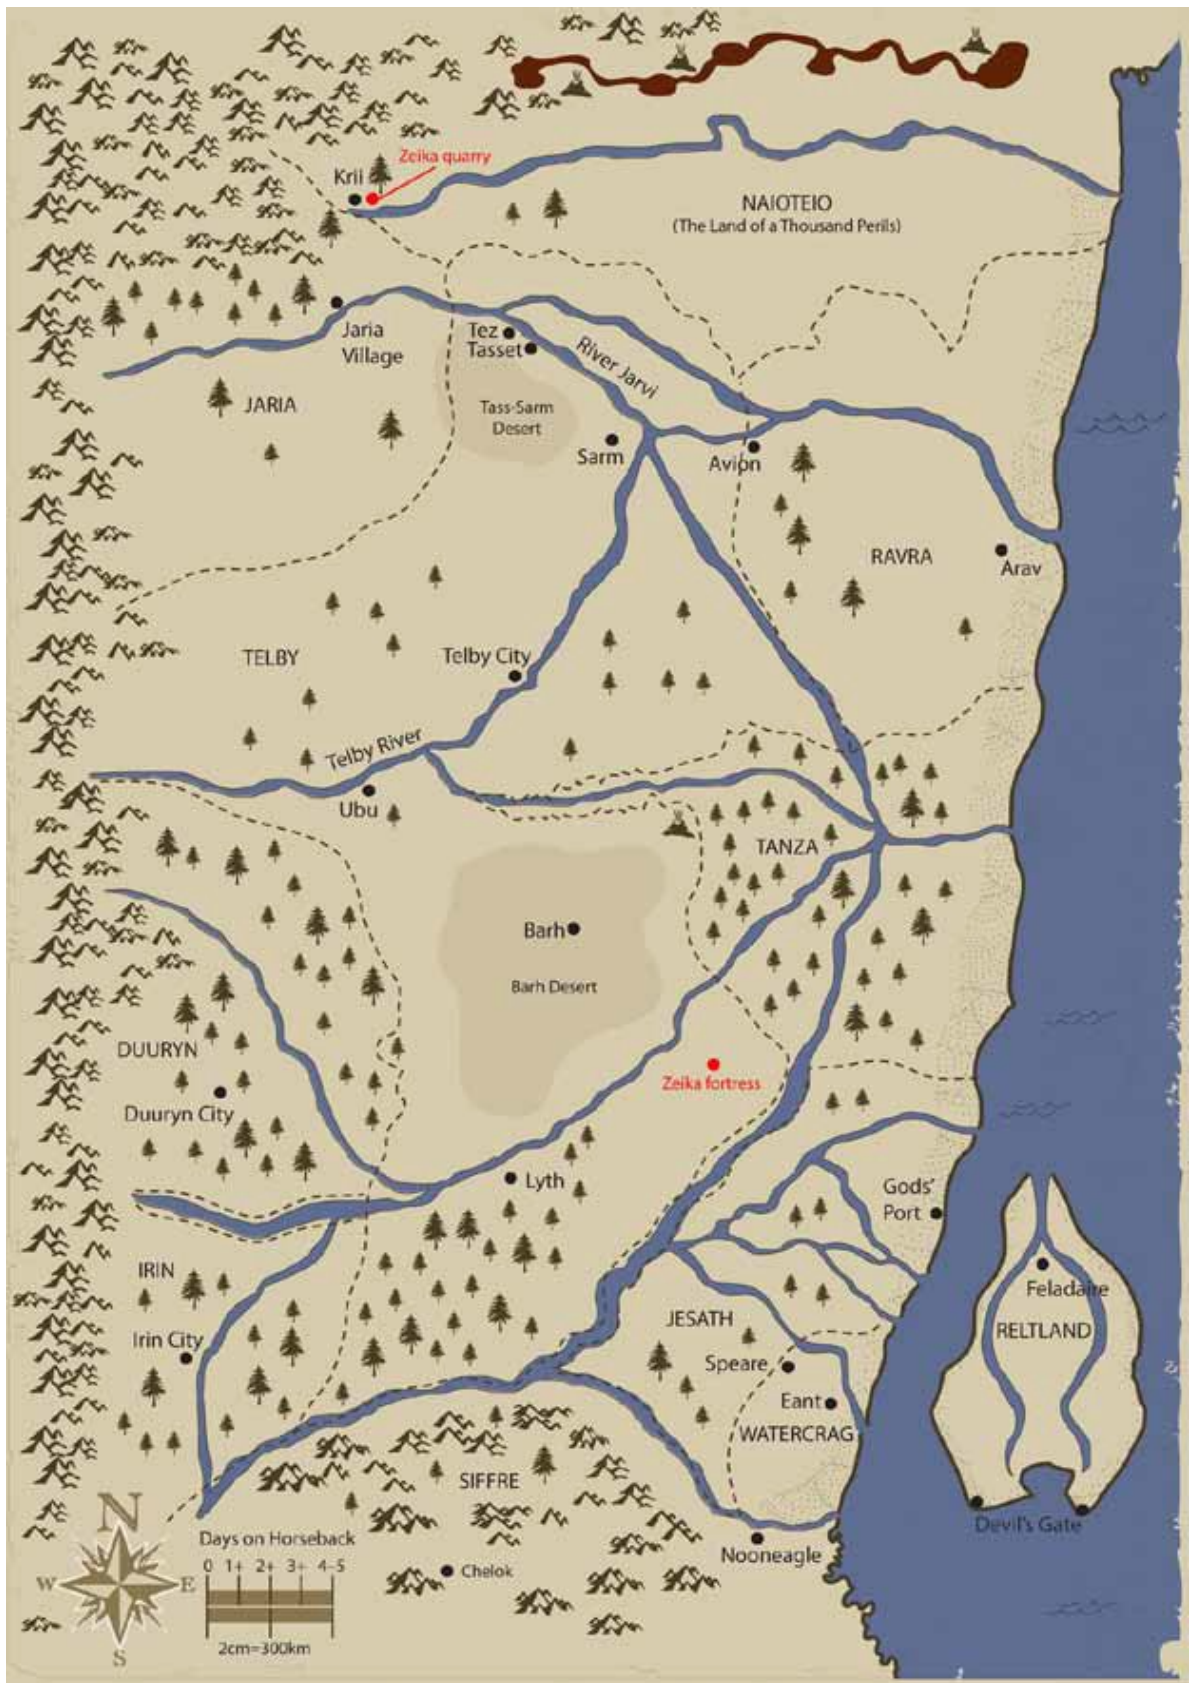 Zeika quarry
Krii
NAIOTEIO
(The Land of a Thousand Perils)
Jaria
Village
Tez
Tasset
River Jarvi
JARIA
Tass-Sarm
Desert
Sarm
Avion
RAVRA
Arav
TELBY
Telby City
Telby River
Ubu
TANZA
Barh
Barh Desert
DUURYN
Duuryn City
Zeika fortress
Lyth
Gods'
Port
IRIN
Irin City
Feladaire
RELTLAND
JESATH
Speare
Eant
WATERCRAG
SIFFRE
Devil's Gate
Nooneagle
Chelok
N
W
E
S
Days on Horseback
0 1+ 2+ 3+ 4-5
2cm=300km